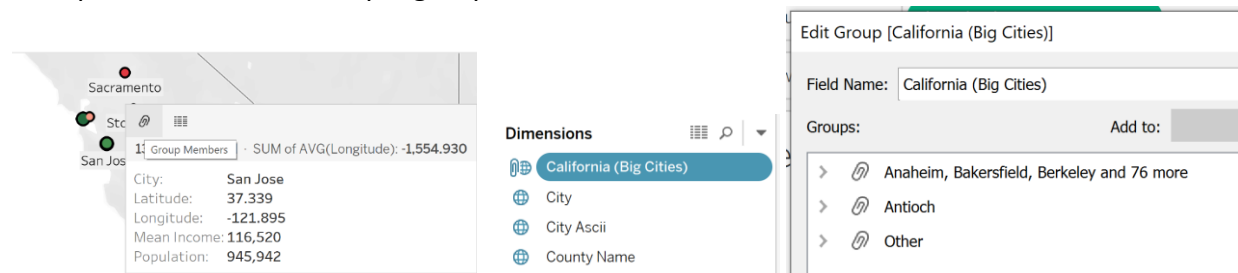 Sacramento
Sto
San Jos
Group Members
· SUM of AVG(Longitude): -1,554.930
City: San Jose
Latitude: 37.339
Longitude: -121.895
Mean Income: 116,520
Population: 945,942
Dimensions
California (Big Cities)
City
City Ascii
County Name
Edit Group [California (Big Cities)]
Field Name: California (Big Cities)
Groups: Add to:
Anaheim, Bakersfield, Berkeley and 76 more
Antioch
Other